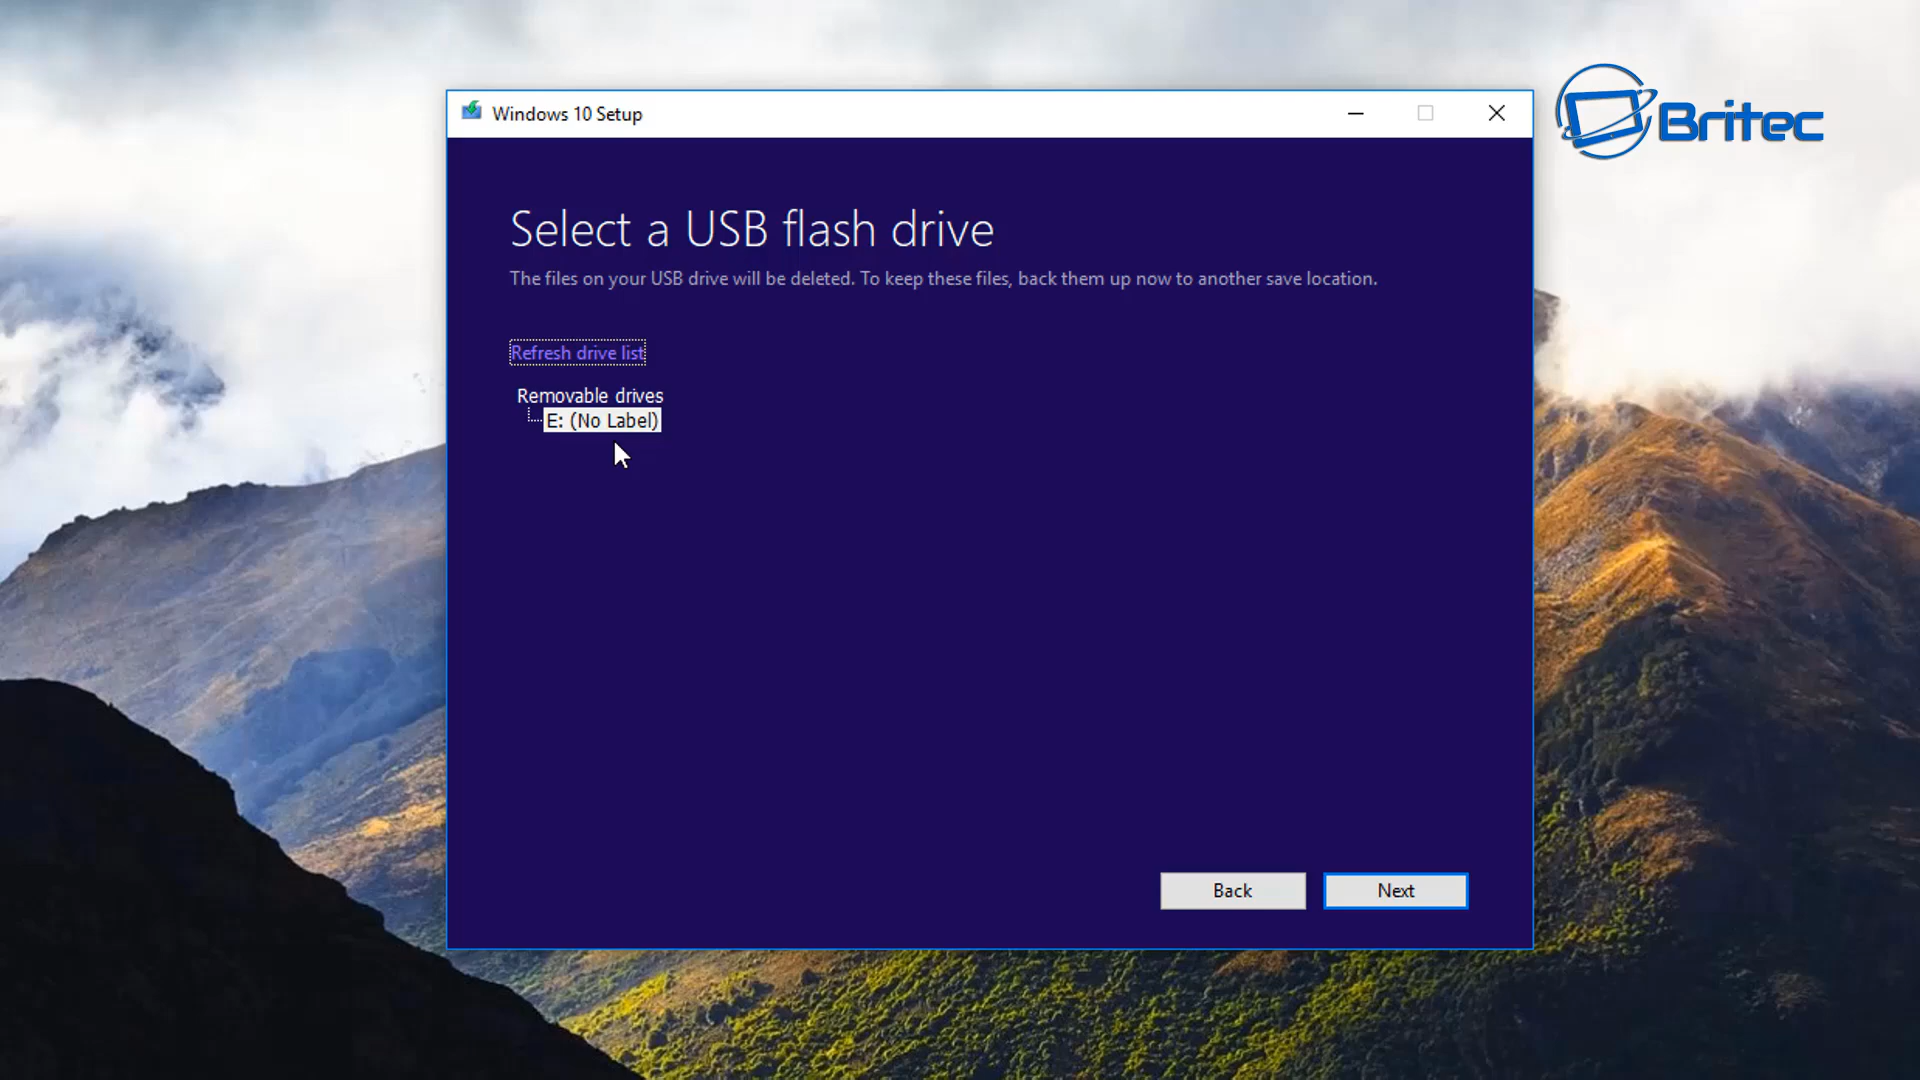 Windows 10 Setup
Britec
Select a USB flash drive
The files on your USB drive will be deleted. To keep these files, back them up now to another save location.
Refresh drive list
Removable drives
E: (No Label)
Back
Next